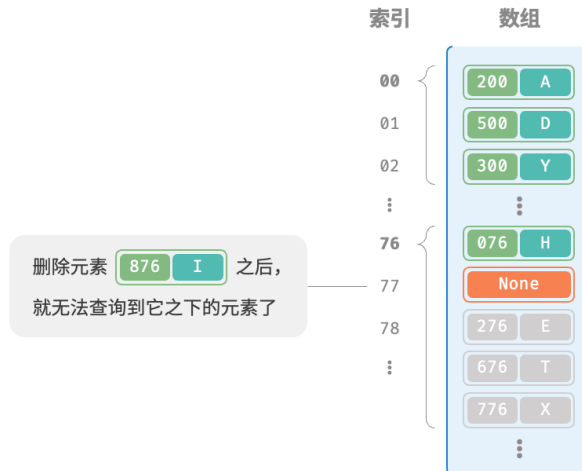 索引 数组
00 200 A
01 500 D
02 300 Y
76 076 H
删除元素 876 I 之后，
77 None
就无法查询到它之下的元素了
78 276 E
676 T
776 X